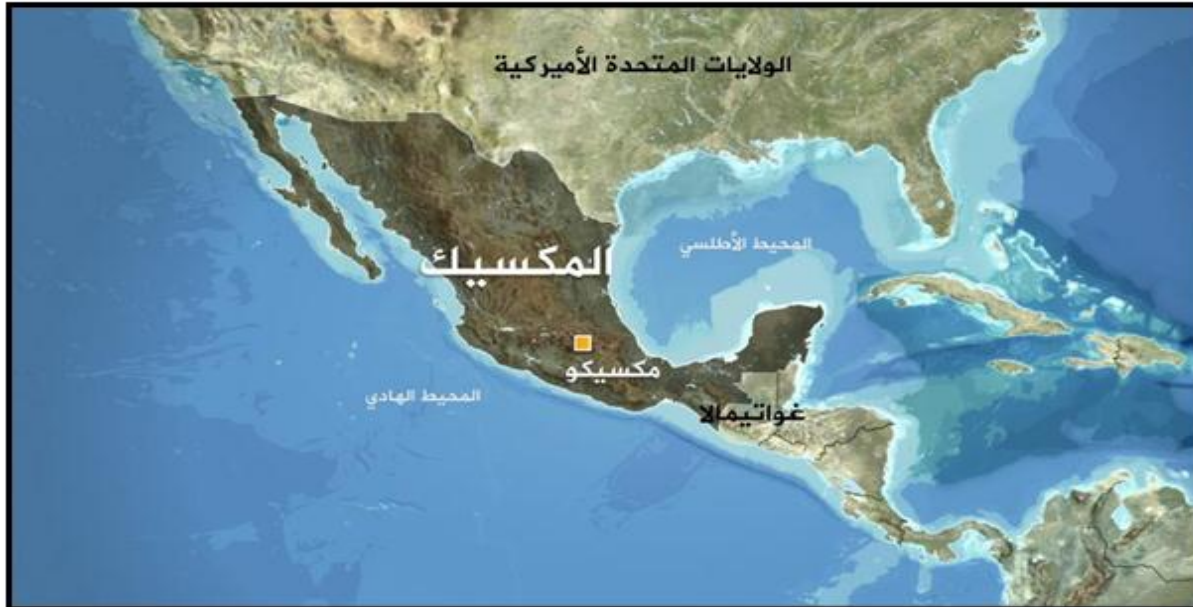 الولايات المتحدة الأميركية
المحيط الأطلسي
المكسيك
مكسيكو
المحيط الهادي
غواتيمالا